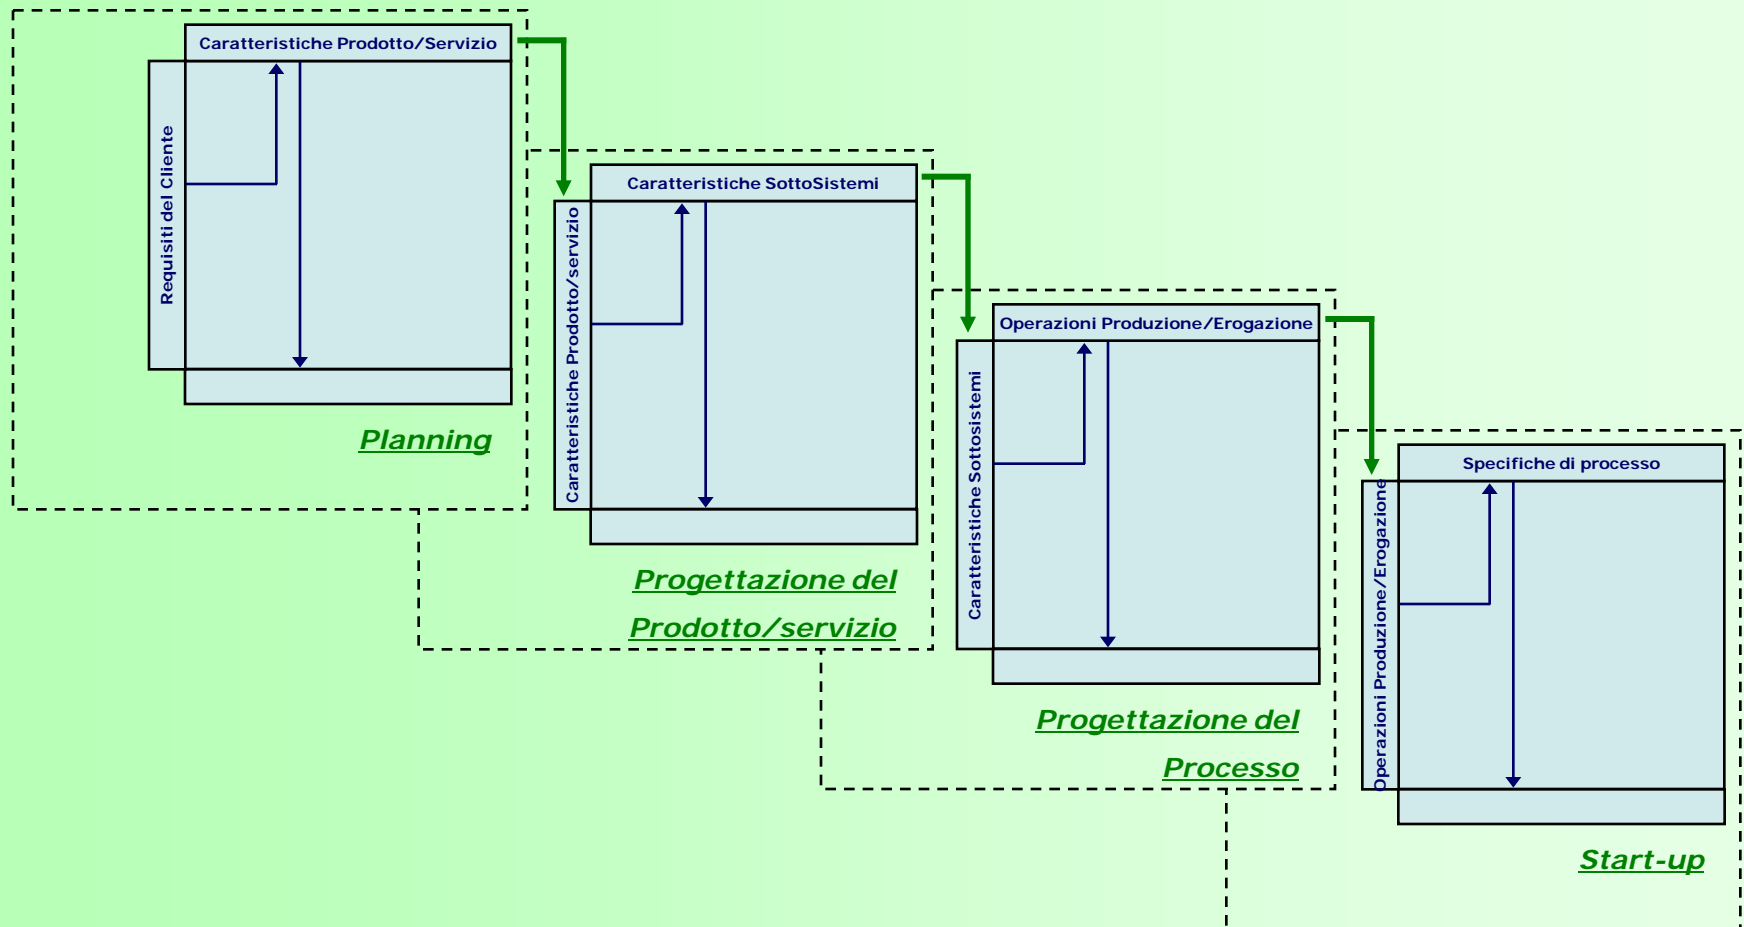 Caratteristiche Prodotto/Servizio
Requisiti del Cliente
Planning
Caratteristiche SottoSistemi
Caratteristiche Prodotto/servizio
Progettazione del
Prodotto/servizio
Operazioni Produzione/Erogazione
Caratteristiche Sottosistemi
Progettazione del
Processo
Specifiche di processo
Operazioni Produzione/Erogazione
Start-up